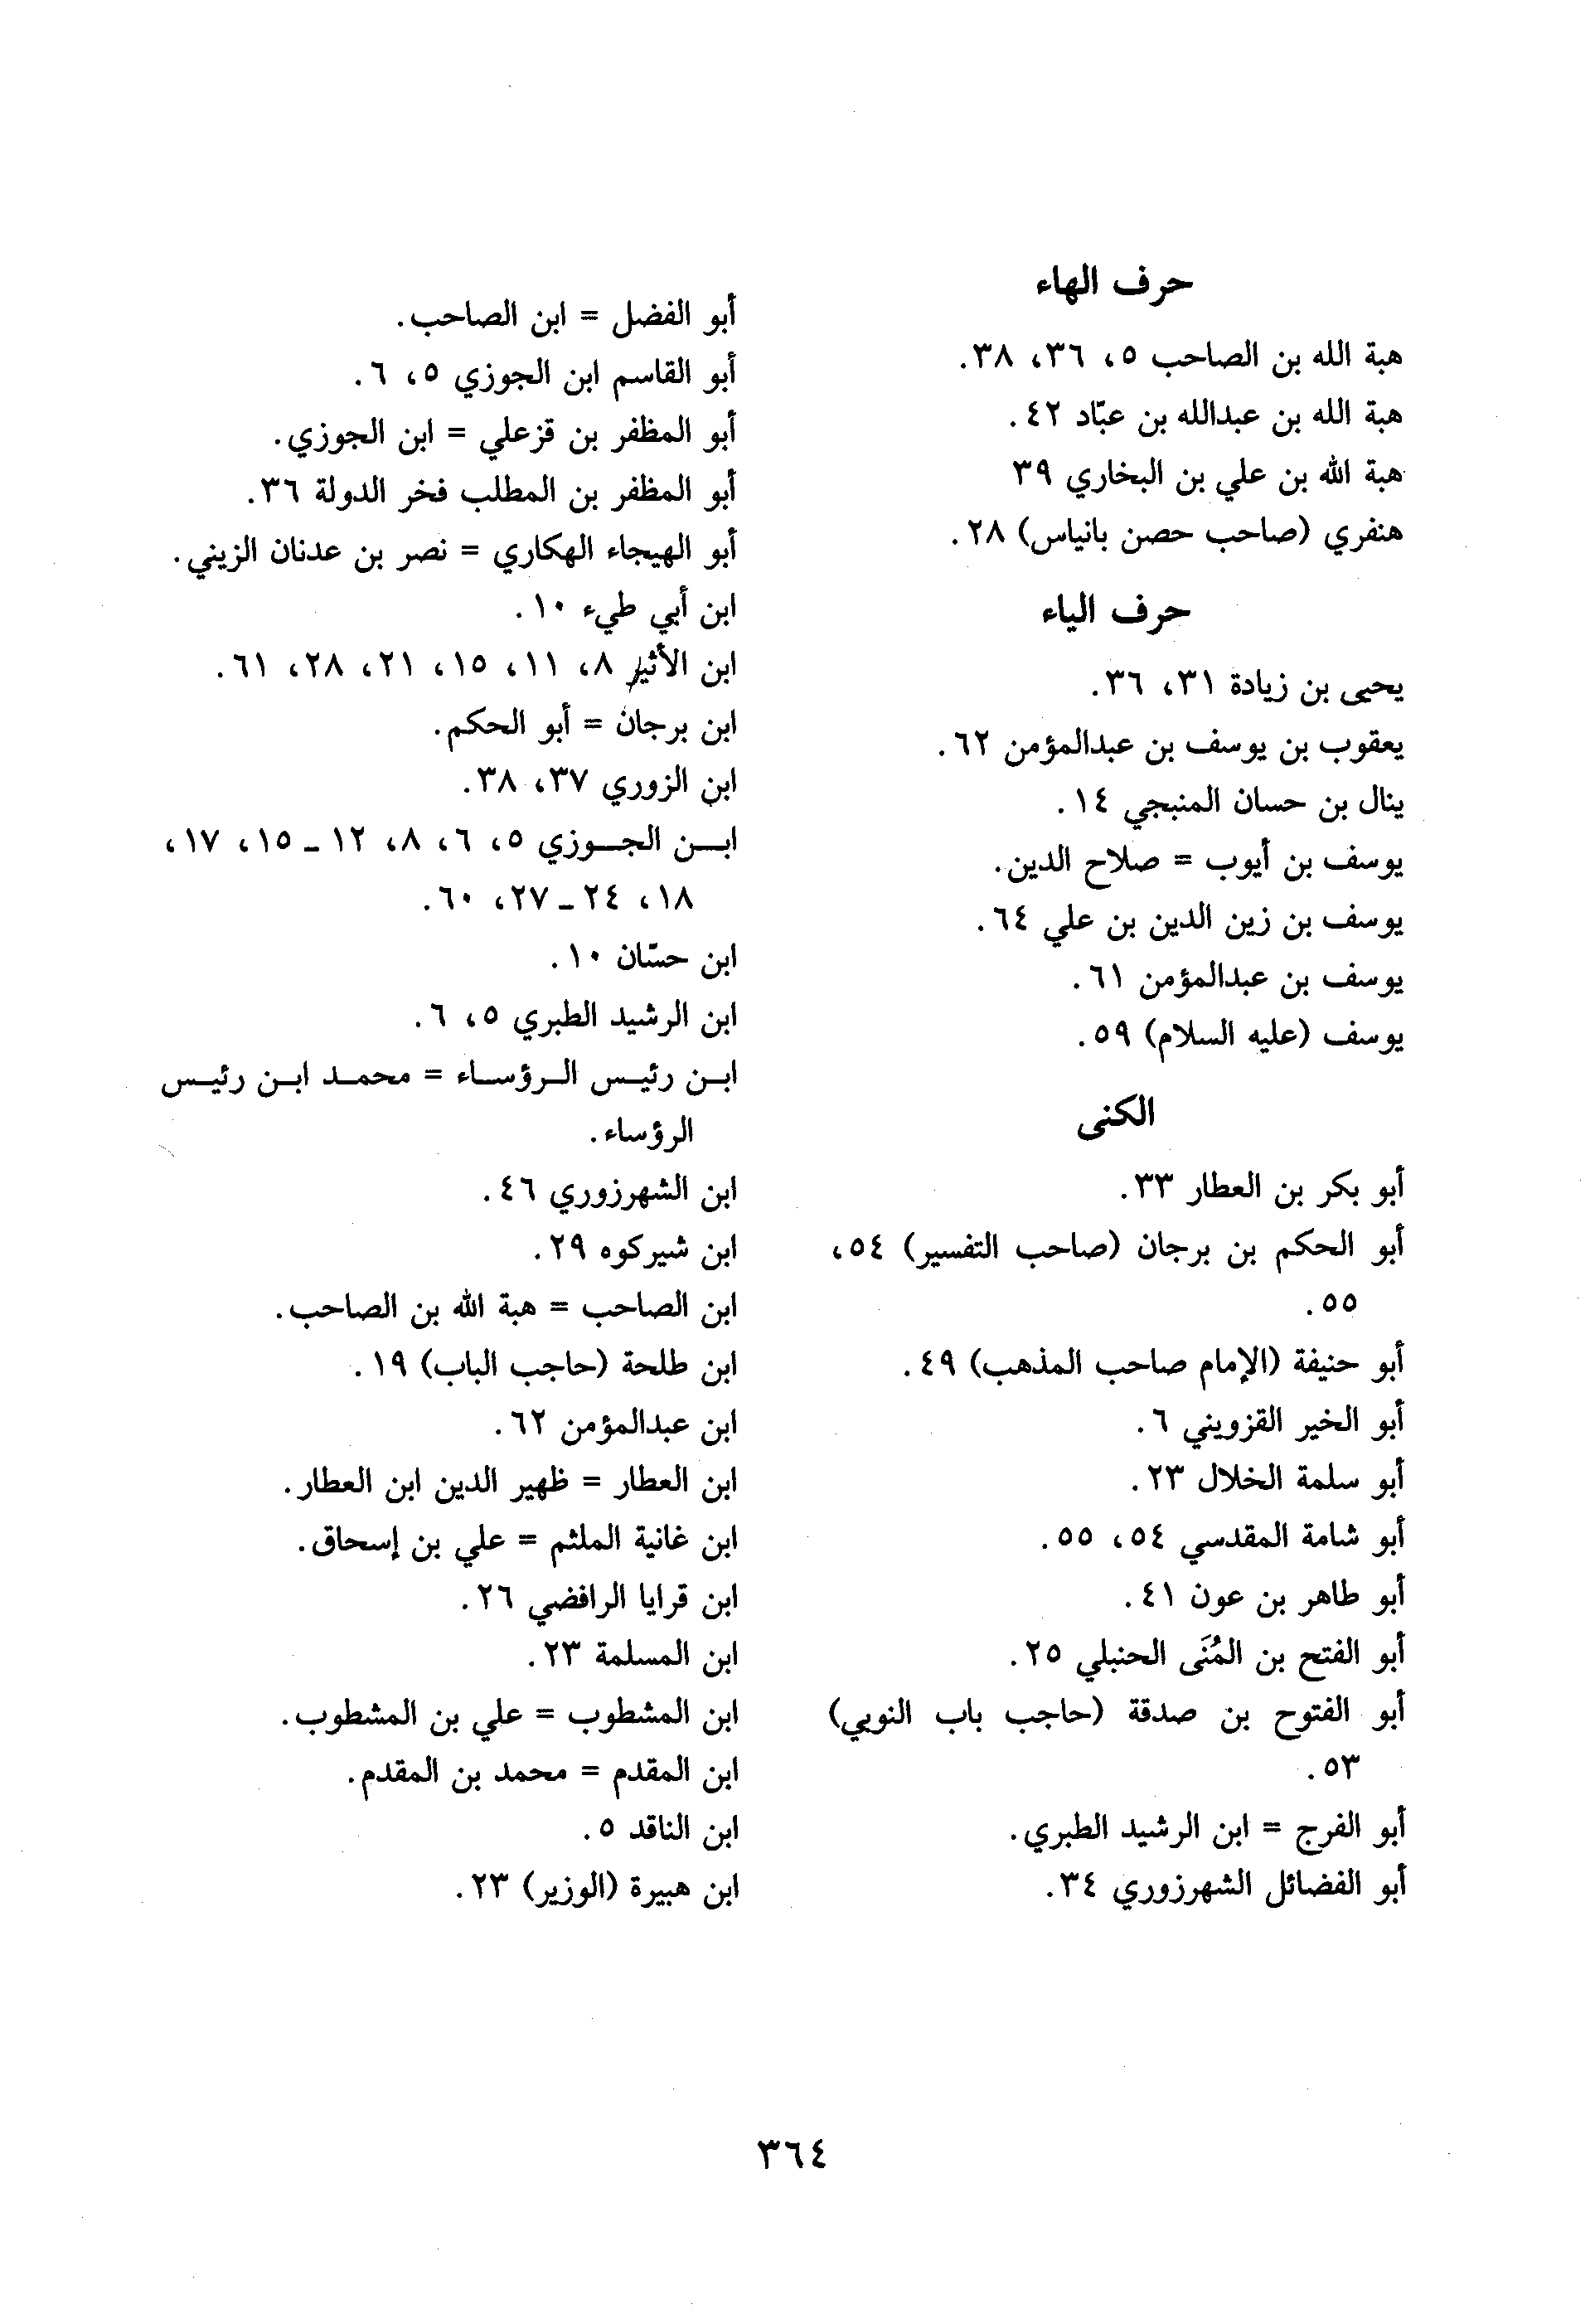 حرف الهاء
هبة الله بن الصاحب ٥، ٣٦، ٣٨.
هبة الله بن عبدالله بن عبّاد ٤٢.
هبة الله بن علي بن البخاري ٣٩
هنفري (صاحب حصن بانياس) ٢٨.
حرف الياء
يحيى بن زيادة ٣١، ٣٦.
يعقوب بن يوسف بن عبدالمؤمن ٦٢.
ينال بن حسان المنبجي ١٤.
يوسف بن أيوب = صلاح الدين.
يوسف بن زين الدين بن علي ٦٤.
يوسف بن عبدالمؤمن ٦١.
يوسف (عليه السلام) ٥٩.
الكنى
أبو بكر بن العطار ٣٣.
أبو الحكم بن برجان (صاحب التفسير) ٥٤،
٥٥.
أبو حنيفة (الإمام صاحب المذهب) ٤٩.
أبو الخير القزويني ٦.
أبو سلمة الخلال ٢٣.
أبو شامة المقدسي ٥٤، ٥٥.
أبو طاهر بن عون ٤١.
أبو الفتح بن المُنَى الحنبلي ٢٥.
أبو الفتوح بن صدقة (حاجب باب النوبي)
٥٣.
أبو الفرج = ابن الرشيد الطبري.
أبو الفضائل الشهرزوري ٣٤.
أبو الفضل = ابن الصاحب.
أبو القاسم ابن الجوزي ٥، ٦.
أبو المظفر بن قزعلي = ابن الجوزي.
أبو المظفر بن المطلب فخر الدولة ٣٦.
أبو الهيجاء الهكاري = نصر بن عدنان الزيني.
ابن أبي طيء ١٠.
ابن الأثير ٨، ١١، ١٥، ٢١، ٢٨، ٦١.
ابن برجان = أبو الحكم.
ابن الزوري ٣٧، ٣٨.
ابـن الجـوزي ٥، ٦، ٨، ١٢ - ١٥، ١٧،
١٨، ٢٤ - ٢٧، ٦٠.
ابن حسّان ١٠.
ابن الرشيد الطبري ٥، ٦.
ابـن رئيـس الـرؤسـاء = محمـد ابـن رئيـس
الرؤساء.
ابن الشهرزوري ٤٦.
ابن شيركوه ٢٩.
ابن الصاحب = هبة الله بن الصاحب.
ابن طلحة (حاجب الباب) ١٩.
ابن عبدالمؤمن ٦٢.
ابن العطار = ظهير الدين ابن العطار.
ابن غانية الملثم = علي بن إسحاق.
ابن قرايا الرافضي ٢٦.
ابن المسلمة ٢٣.
ابن المشطوب = علي بن المشطوب.
ابن المقدم = محمد بن المقدم.
ابن الناقد ٥.
ابن هبيرة (الوزير) ٢٣.
٣٦٤